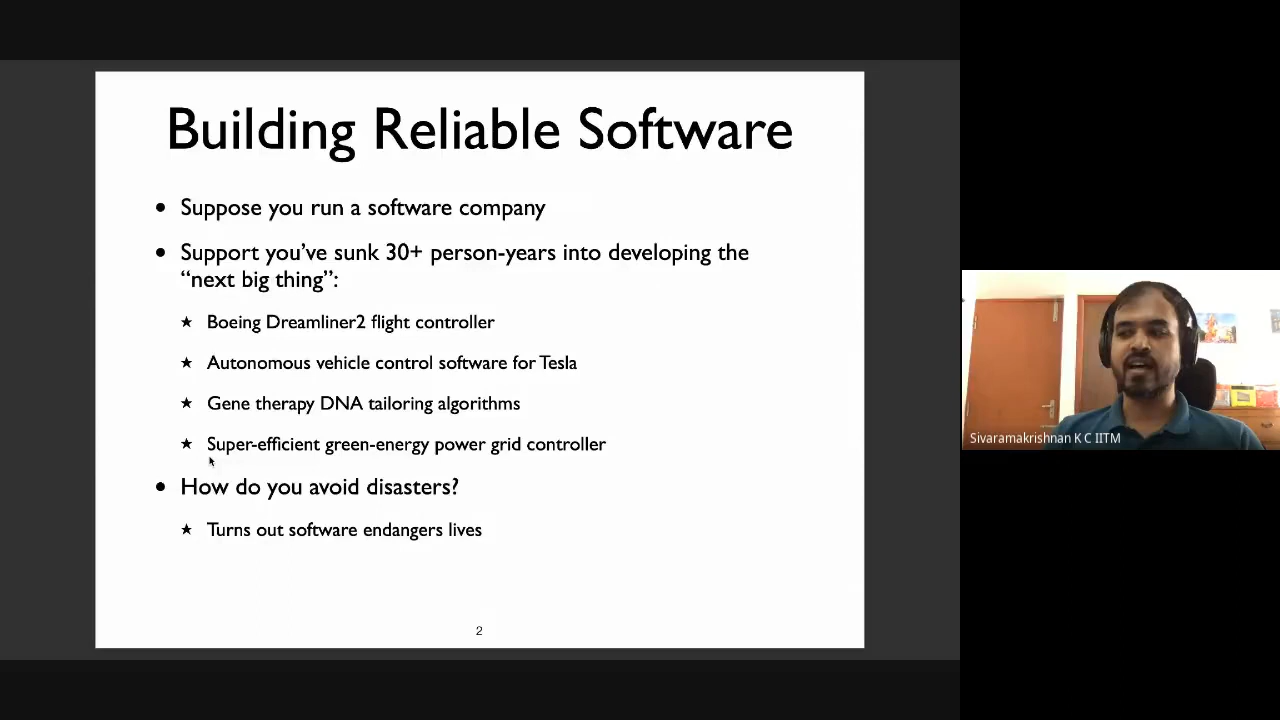 Building Reliable Software
• Suppose you run a software company
• Support you've sunk 30+ person-years into developing the
“next big thing”:
★ Boeing Dreamliner2 flight controller
★ Autonomous vehicle control software for Tesla
★ Gene therapy DNA tailoring algorithms
★ Super-efficient green-energy power grid controller
• How do you avoid disasters?
★ Turns out software endangers lives
2
Sivaramakrishnan K C IITM